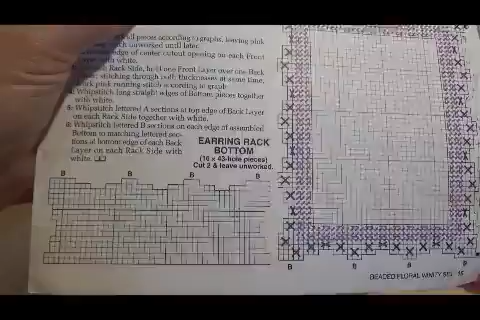 all pieces according to graphs, leaving pink
unworked until later.
edge of center cutout opening on each Front
with white.
Rack Side, hold one Front Layer over one Back
stitching through both thicknesses at same time,
pink running stitch according to graph.
Whipstitch long straight edges of Bottom pieces together
with white.
Whipstitch lettered A sections at top edge of Back Layer
on each Rack Side together with white.
Whipstitch lettered B sections on each edge of assembled
Bottom to matching lettered sec-
tions at bottom edge of each Back
Layer on each Rack Side with
white.
EARRING RACK
BOTTOM
(16 x 43-hole pieces)
Cut 2 & leave unworked.
B B B B
B B B B
BEADED FLORAL VANITY SET